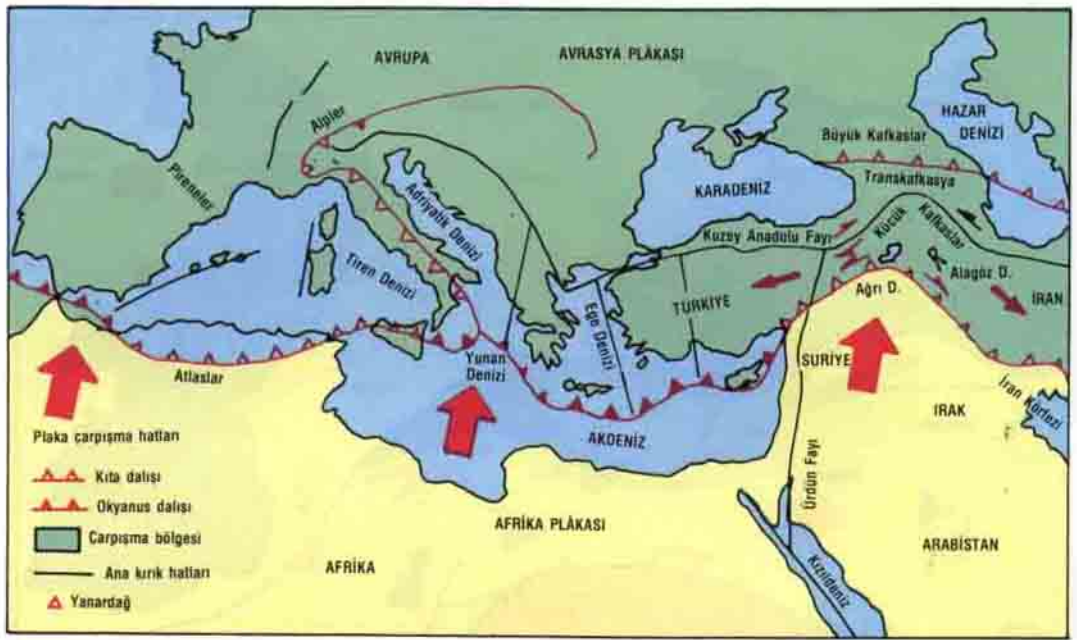 AVRUPA
AVRASYA PLÂKASI
HAZAR
DENİZİ
Alpler
Büyük Kafkaslar
Transkafkasya
Pireneler
Adriyatik Denizi
KARADENİZ
Kuzey Anadolu Fayı
Küçük
Kafkaslar
Tiren Denizi
Alagöz D.
TÜRKİYE
Ağrı D.
İRAN
Ege Denizi
Yunan
Denizi
SURİYE
Atlaslar
İran Körfezi
IRAK
AKDENİZ
Plaka çarpışma hatları
Kıta dalışı
Okyanus dalışı
Çarpışma bölgesi
Ana kırık hatları
Yanardağ
Ürdün Fayı
AFRİKA PLÂKASI
AFRİKA
ARABİSTAN
Kızıldeniz